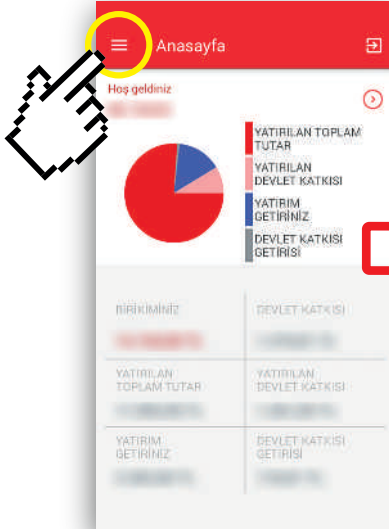 Anasayfa
Hoş geldiniz
YATIRILAN TOPLAM
TUTAR
YATIRILAN
DEVLET KATKISI
YATIRIM
GETİRİNİZ
DEVLET KATKISI
GETİRİSİ
BİRİKİMİNİZ
DEVLET KATKISI
YATIRILAN
TOPLAM TUTAR
YATIRILAN
DEVLET KATKISI
YATIRIM
GETİRİNİZ
DEVLET KATKISI
GETİRİSİ